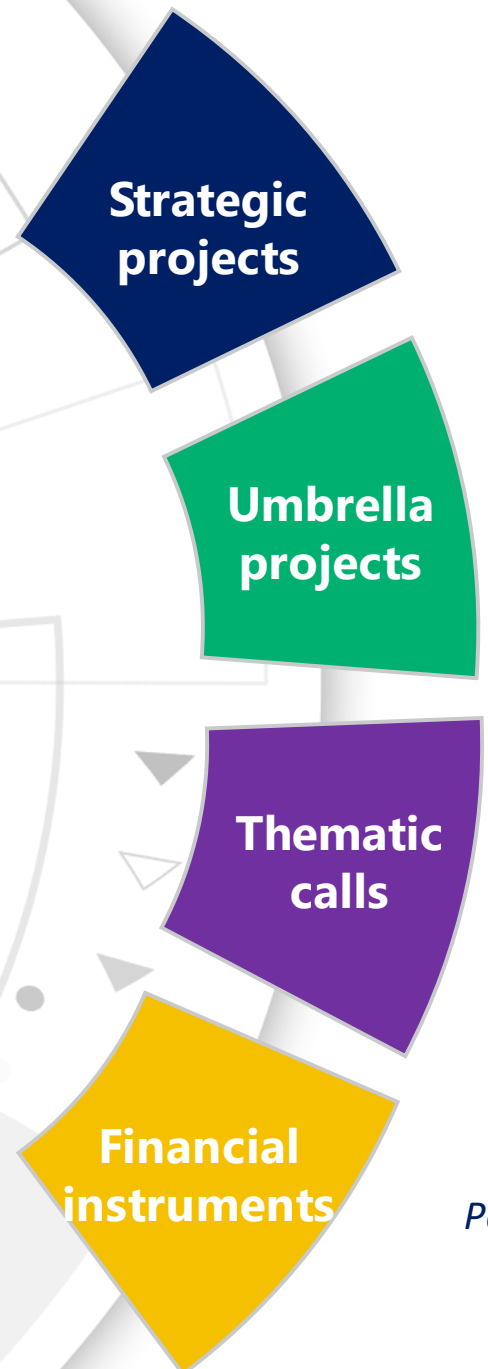 Strategic
projects
Umbrella
projects
Thematic
calls
Financial
instruments